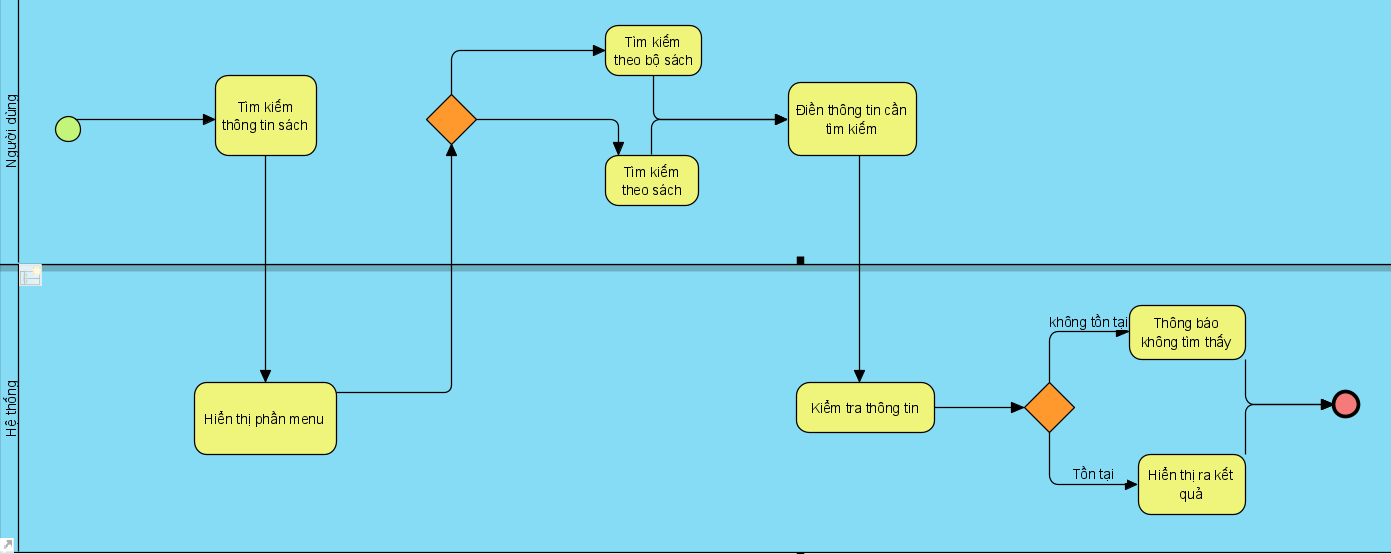 Người dùng
Tìm kiếm
thông tin sách
Tìm kiếm
theo bộ sách
Tìm kiếm
theo sách
Điền thông tin cần
tìm kiếm
Hệ thống
Hiển thị phần menu
Kiểm tra thông tin
không tồn tại
Thông báo
không tìm thấy
Tồn tại
Hiển thị ra kết
quả